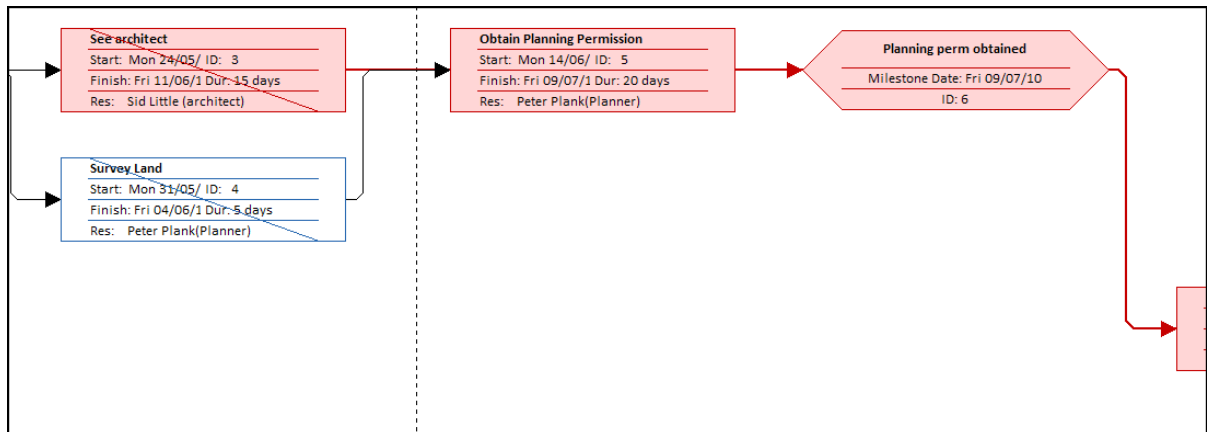 See architect
Start: Mon 24/05/ ID: 3
Finish: Fri 11/06/1 Dur: 15 days
Res: Sid Little (architect)
Survey Land
Start: Mon 31/05/ ID: 4
Finish: Fri 04/06/1 Dur: 5 days
Res: Peter Plank(Planner)
Obtain Planning Permission
Start: Mon 14/06/ ID: 5
Finish: Fri 09/07/1 Dur: 20 days
Res: Peter Plank(Planner)
Planning perm obtained
Milestone Date: Fri 09/07/10
ID: 6